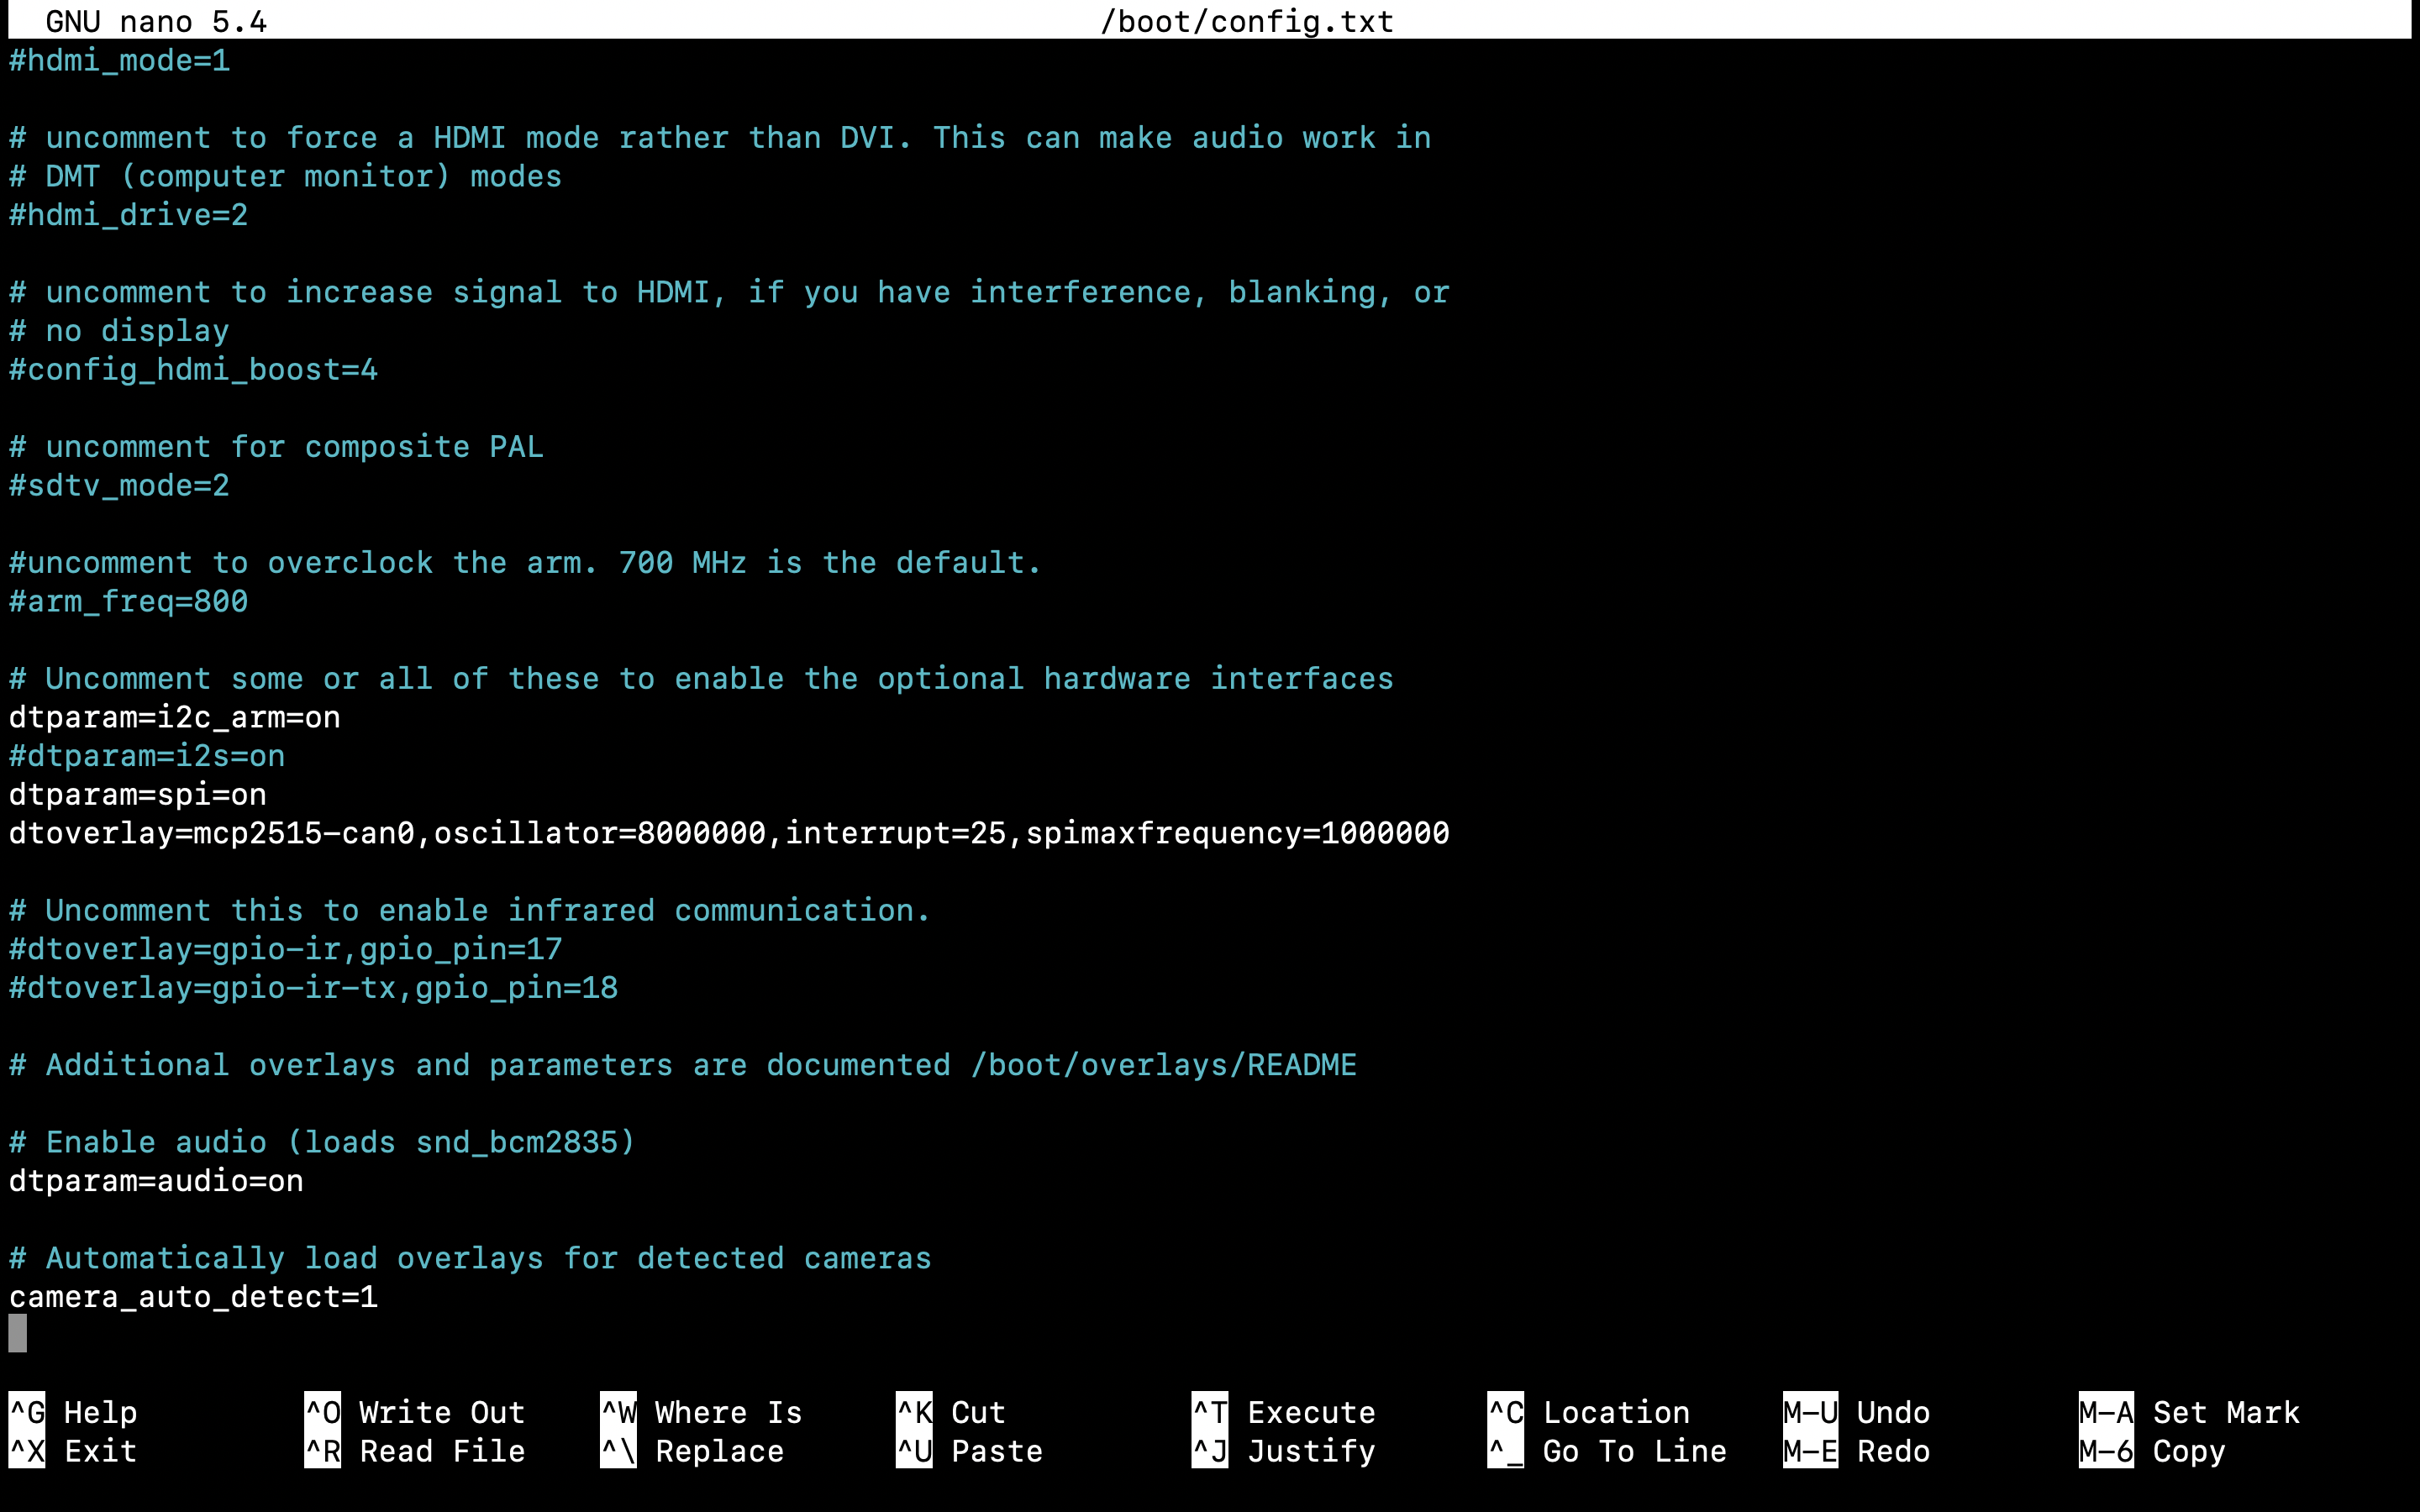 GNU nano 5.4 /boot/config.txt
#hdmi_mode=1
# uncomment to force a HDMI mode rather than DVI. This can make audio work in
# DMT (computer monitor) modes
#hdmi_drive=2
# uncomment to increase signal to HDMI, if you have interference, blanking, or
# no display
#config_hdmi_boost=4
# uncomment for composite PAL
#sdtv_mode=2
#uncomment to overclock the arm. 700 MHz is the default.
#arm_freq=800
# Uncomment some or all of these to enable the optional hardware interfaces
dtparam=i2c_arm=on
#dtparam=i2s=on
dtparam=spi=on
dtoverlay=mcp2515-can0,oscillator=8000000,interrupt=25,spimaxfrequency=1000000
# Uncomment this to enable infrared communication.
#dtoverlay=gpio-ir,gpio_pin=17
#dtoverlay=gpio-ir-tx,gpio_pin=18
# Additional overlays and parameters are documented /boot/overlays/README
# Enable audio (loads snd_bcm2835)
dtparam=audio=on
# Automatically load overlays for detected cameras
camera_auto_detect=1
^G Help ^O Write Out ^W Where Is ^K Cut ^T Execute ^C Location M-U Undo M-A Set Mark
^X Exit ^R Read File ^\ Replace ^U Paste ^J Justify ^_ Go To Line M-E Redo M-6 Copy